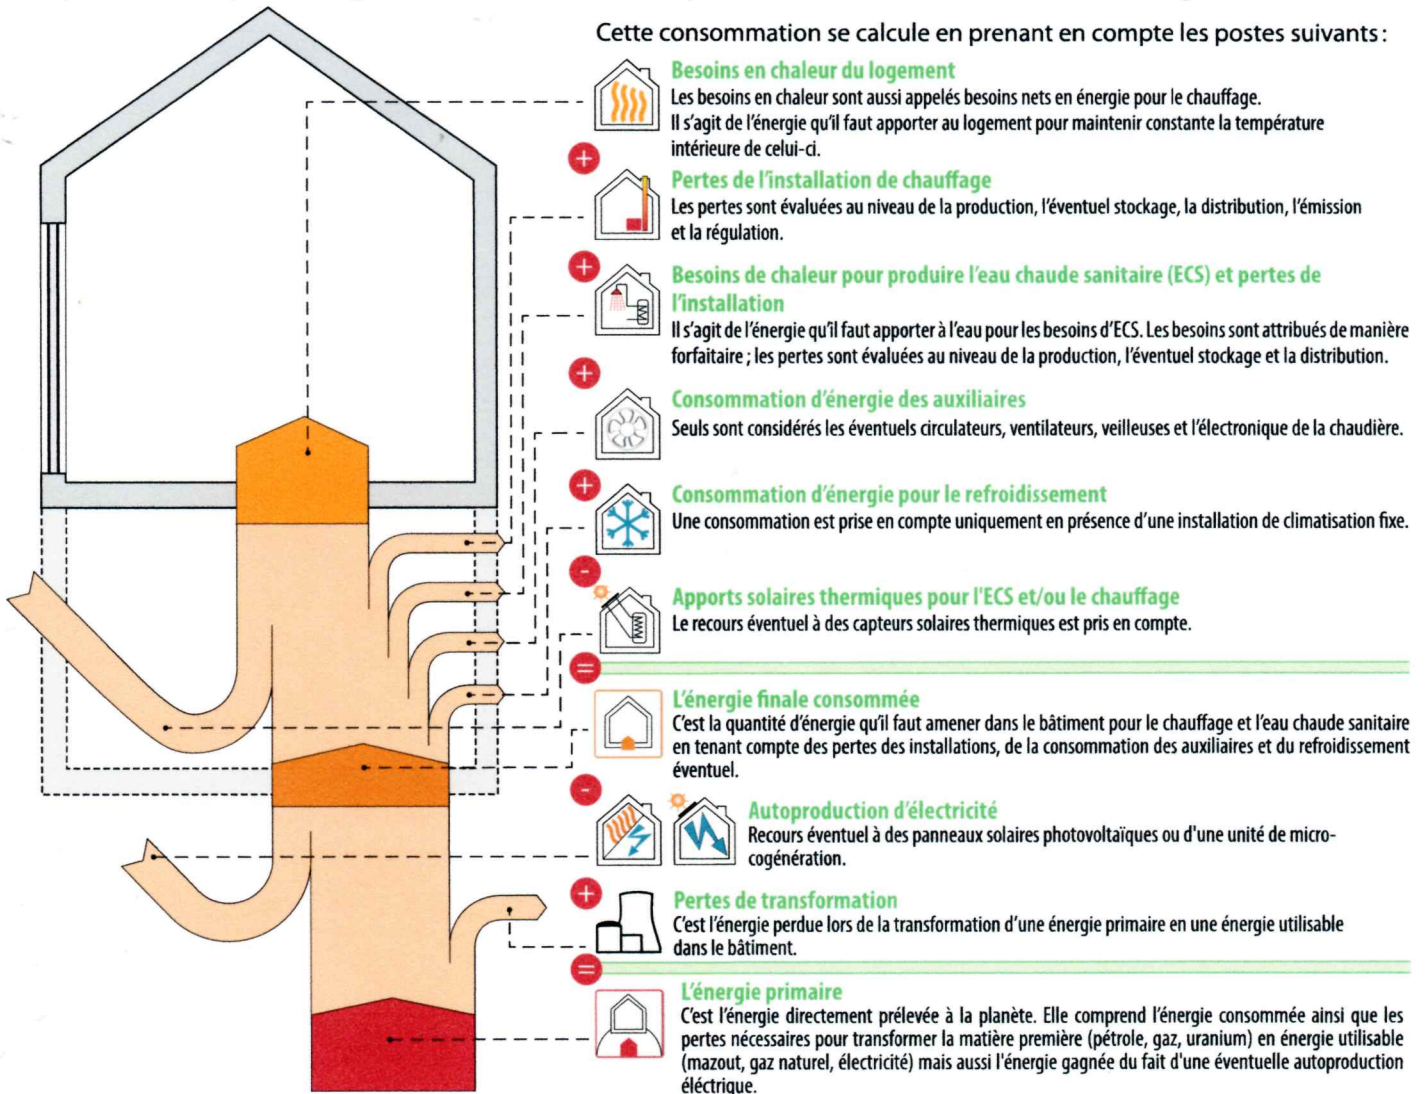 Cette consommation se calcule en prenant en compte les postes suivants :
Besoins en chaleur du logement
Les besoins en chaleur sont aussi appelés besoins nets en énergie pour le chauffage.
Il s'agit de l'énergie qu'il faut apporter au logement pour maintenir constante la température
intérieure de celui-ci.
+
Pertes de l'installation de chauffage
Les pertes sont évaluées au niveau de la production, l'éventuel stockage, la distribution, l'émission
et la régulation.
+
Besoins de chaleur pour produire l'eau chaude sanitaire (ECS) et pertes de
l'installation
Il s'agit de l'énergie qu'il faut apporter à l'eau pour les besoins d'ECS. Les besoins sont attribués de manière
forfaitaire ; les pertes sont évaluées au niveau de la production, l'éventuel stockage et la distribution.
+
Consommation d'énergie des auxiliaires
Seuls sont considérés les éventuels circulateurs, ventilateurs, veilleuses et l'électronique de la chaudière.
+
Consommation d'énergie pour le refroidissement
Une consommation est prise en compte uniquement en présence d'une installation de climatisation fixe.
-
Apports solaires thermiques pour l'ECS et/ou le chauffage
Le recours éventuel à des capteurs solaires thermiques est pris en compte.
=
L'énergie finale consommée
C'est la quantité d'énergie qu'il faut amener dans le bâtiment pour le chauffage et l'eau chaude sanitaire
en tenant compte des pertes des installations, de la consommation des auxiliaires et du refroidissement
éventuel.
-
Autoproduction d'électricité
Recours éventuel à des panneaux solaires photovoltaïques ou d'une unité de micro-
cogénération.
+
Pertes de transformation
C'est l'énergie perdue lors de la transformation d'une énergie primaire en une énergie utilisable
dans le bâtiment.
=
L'énergie primaire
C'est l'énergie directement prélevée à la planète. Elle comprend l'énergie consommée ainsi que les
pertes nécessaires pour transformer la matière première (pétrole, gaz, uranium) en énergie utilisable
(mazout, gaz naturel, électricité) mais aussi l'énergie gagnée du fait d'une éventuelle autoproduction
éléctrique.